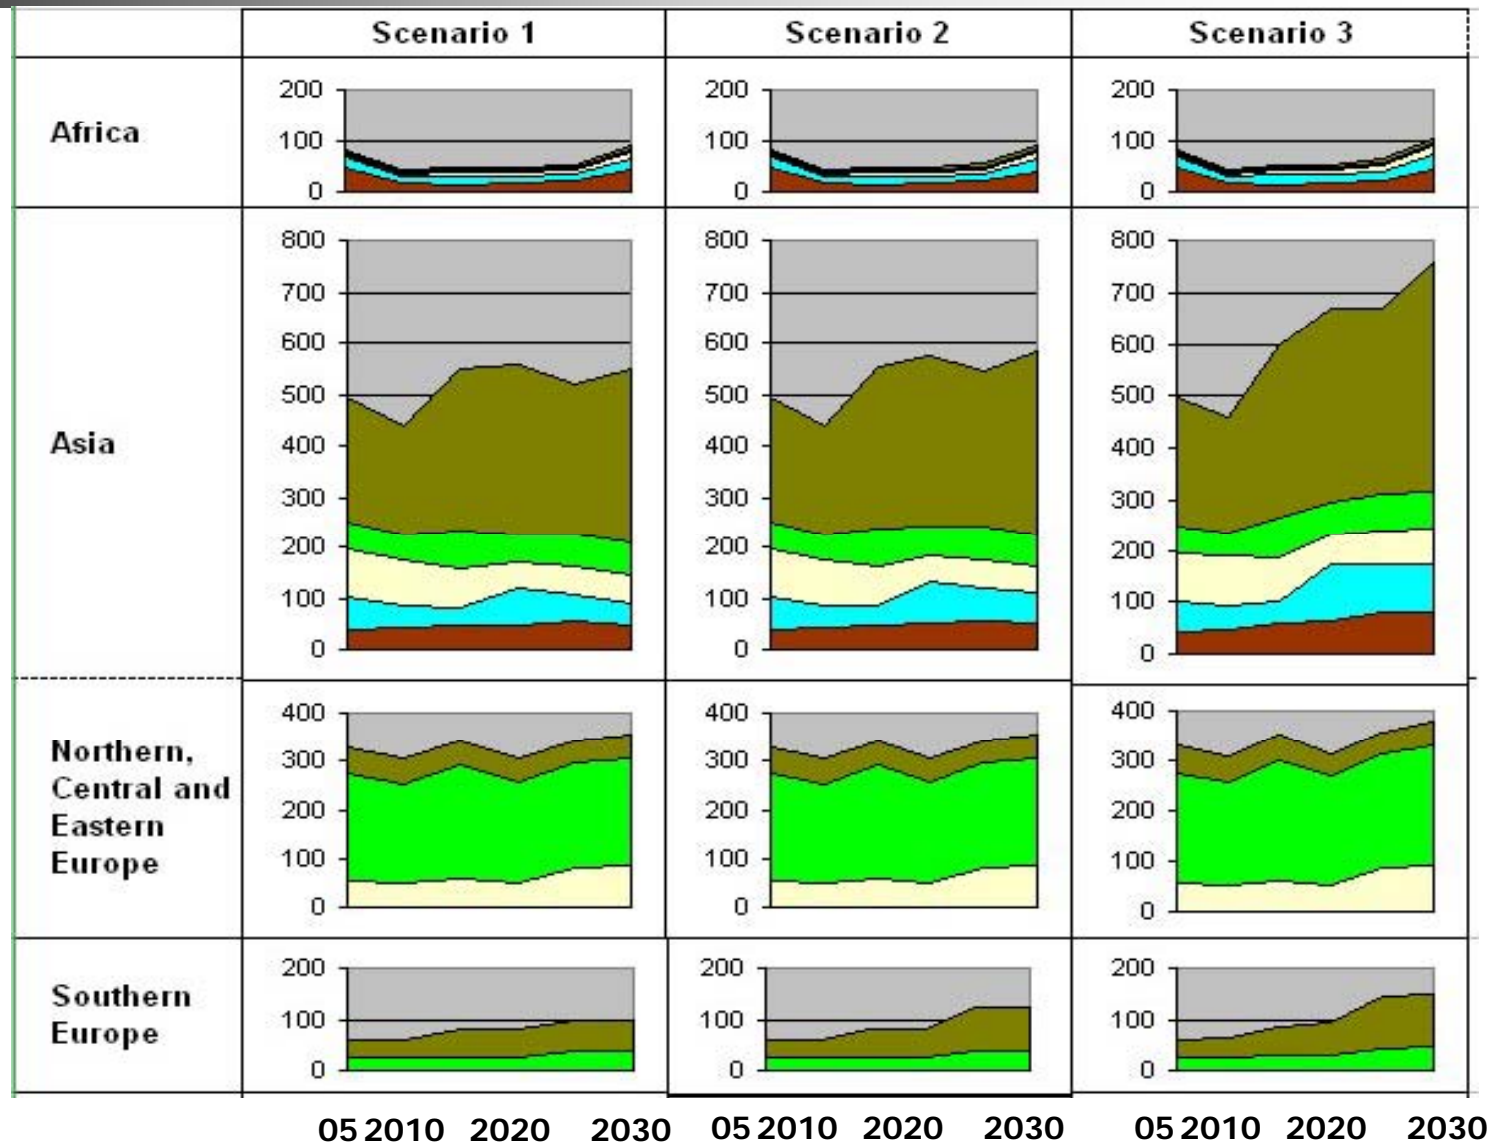 Scenario 1 Scenario 2 Scenario 3
Africa
200 200 200
100 100 100
0 0 0
Asia
800 800 800
700 700 700
600 600 600
500 500 500
400 400 400
300 300 300
200 200 200
100 100 100
0 0 0
Northern,
Central and
Eastern
Europe
400 400 400
300 300 300
200 200 200
100 100 100
0 0 0
Southern
Europe
200 200 200
100 100 100
0 0 0
05 2010 2020 2030 05 2010 2020 2030 05 2010 2020 2030